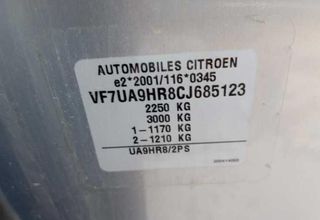 AUTOMOBILES CITROEN
e2*2001/116*0345
VF7UA9HR8CJ685123
2250 KG
3000 KG
1-1170 KG
2-1210 KG
UA9HR8/2PS